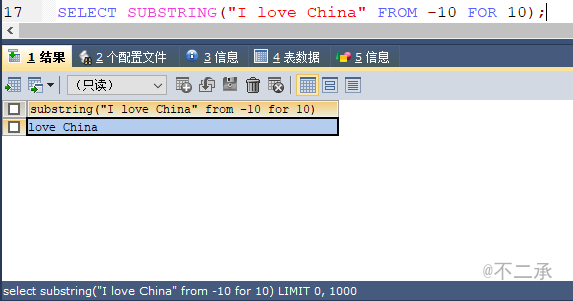 17 SELECT SUBSTRING("I love China" FROM -10 FOR 10);
1 结果 2 个配置文件 3 信息 4 表数据 5 信息
（只读）
substring("I love China" from -10 for 10)
love China
@不二承
select substring("I love China" from -10 for 10) LIMIT 0, 1000